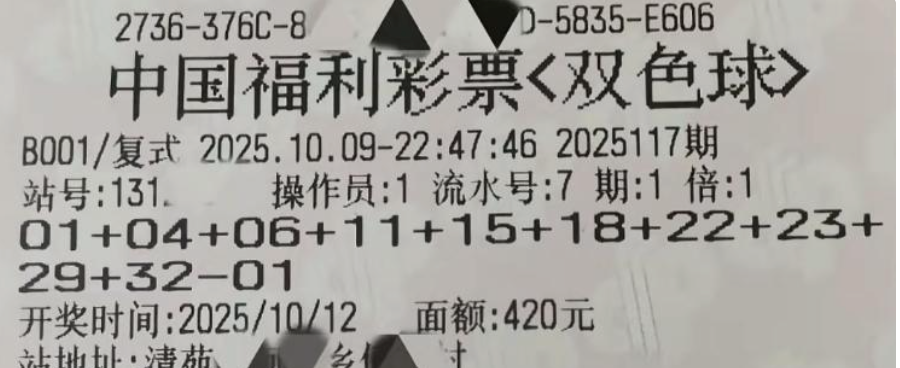 2736-376C-8 D-5835-E606
中国福利彩票<双色球>
B001/复式 2025.10.09-22:47:46 2025117期
站号:131. 操作员:1 流水号:7 期:1 倍:1
01+04+06+11+15+18+22+23+
29+32-01
开奖时间:2025/10/12 面额:420元
站地址:清苑 乡